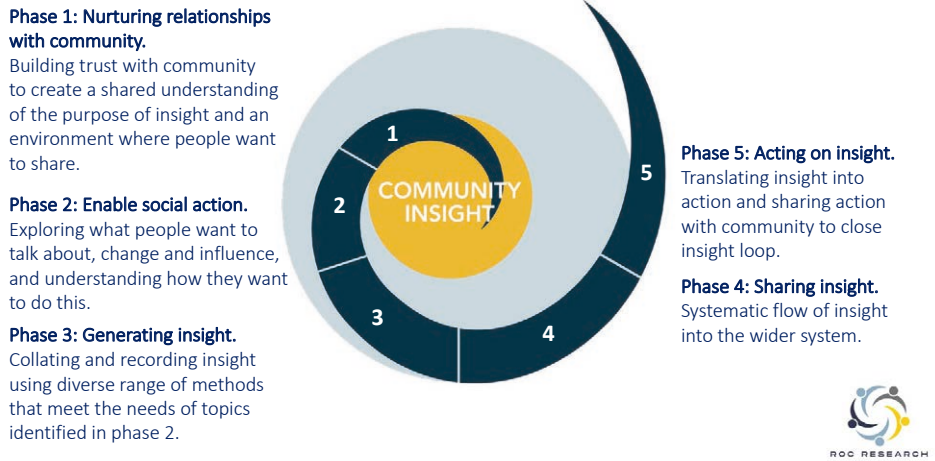 Phase 1: Nurturing relationships
with community.
Building trust with community
to create a shared understanding
of the purpose of insight and an
environment where people want
to share.
Phase 2: Enable social action.
Exploring what people want to
talk about, change and influence,
and understanding how they want
to do this.
Phase 3: Generating insight.
Collating and recording insight
using diverse range of methods
that meet the needs of topics
identified in phase 2.
1
2
3
4
5
COMMUNITY
INSIGHT
Phase 5: Acting on insight.
Translating insight into
action and sharing action
with community to close
insight loop.
Phase 4: Sharing insight.
Systematic flow of insight
into the wider system.
ROC RESEARCH